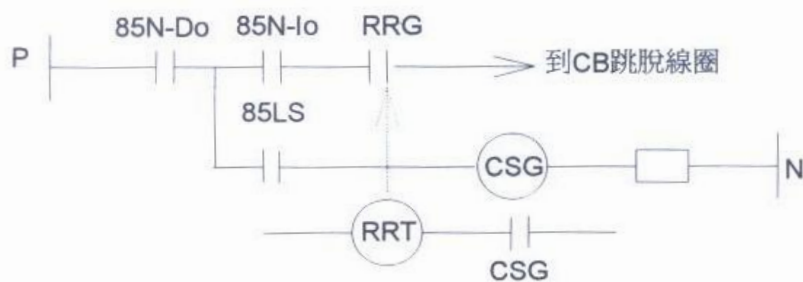 85N-Do 85N-Io RRG
P
到CB跳脫線圈
85LS
CSG
N
RRT
CSG